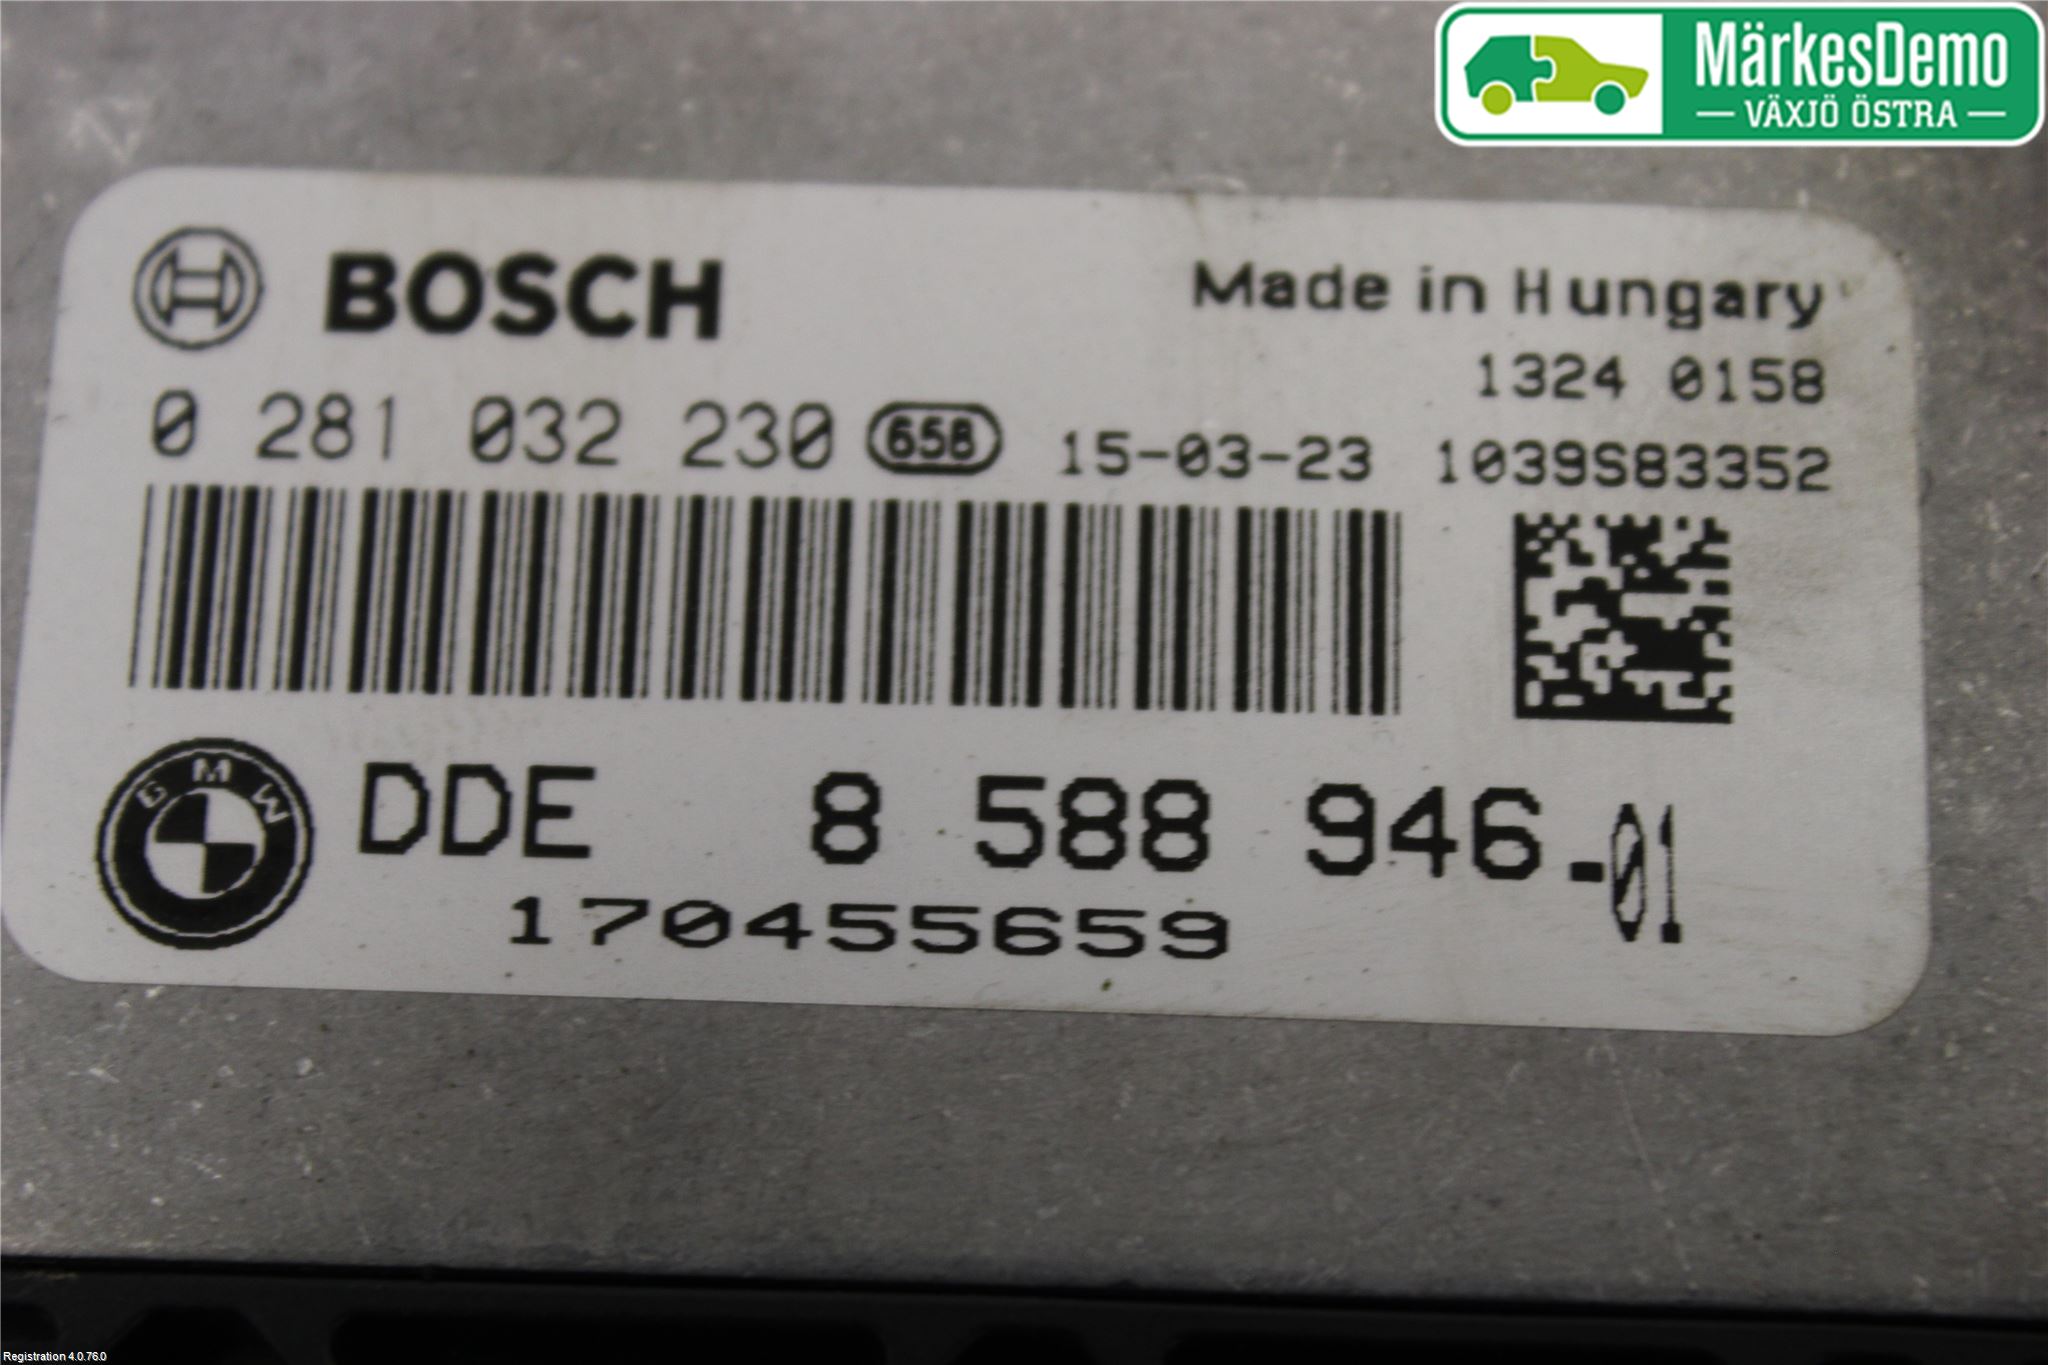 MärkesDemo
VÄXJÖ ÖSTRA
BOSCH
Made in Hungary
1324 0158
0 281 032 230 658 15-03-23 1039S83352
BMW
DDE 8 588 946.01
170455659
Registration 4.0.76.0